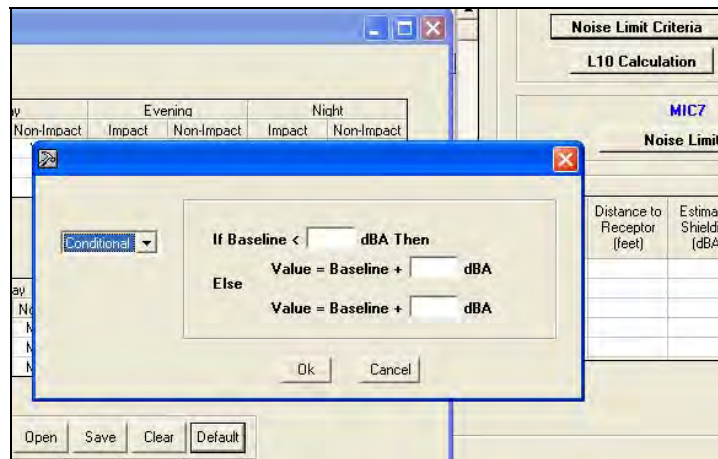 Noise Limit Criteria
L10 Calculation
Evening Night
Non-Impact Impact Non-Impact Impact Non-Impact
MIC7
Noise Limit
Conditional
If Baseline < dBA Then
Value = Baseline + dBA
Else
Value = Baseline + dBA
Ok Cancel
Distance to
Receptor
(feet)
Open Save Clear Default